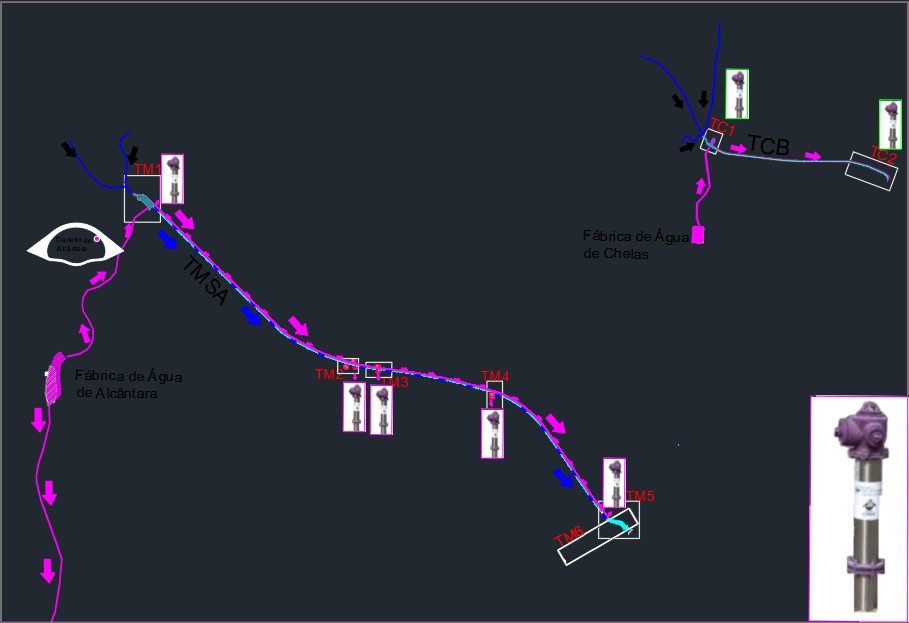 TC1
TCB
TC2
TM1
Fábrica de Água
de Chelas
Alcântara
TMSA
TM2
TM3
TM4
Fábrica de Água
de Alcântara
TM5
TM6